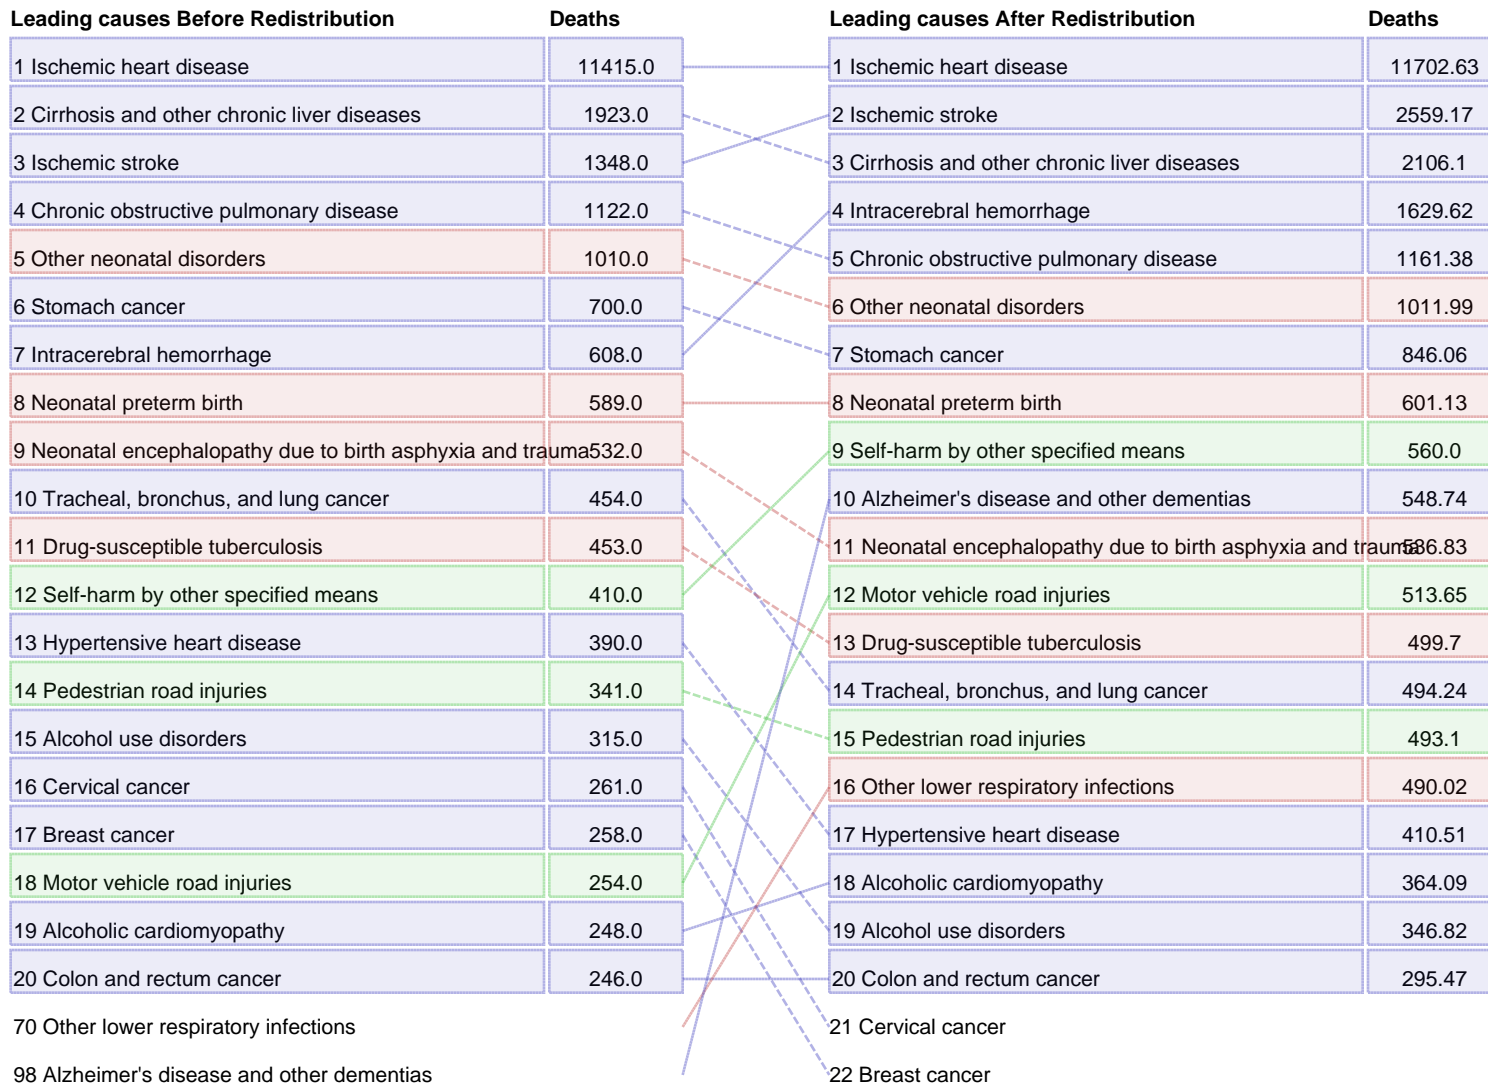 Leading causes Before Redistribution Deaths Leading causes After Redistribution Deaths
1 Ischemic heart disease 11415.0 1 Ischemic heart disease 11702.63
2 Cirrhosis and other chronic liver diseases 1923.0 2 Ischemic stroke 2559.17
3 Ischemic stroke 1348.0 3 Cirrhosis and other chronic liver diseases 2106.1
4 Chronic obstructive pulmonary disease 1122.0 4 Intracerebral hemorrhage 1629.62
5 Other neonatal disorders 1010.0 5 Chronic obstructive pulmonary disease 1161.38
6 Stomach cancer 700.0 6 Other neonatal disorders 1011.99
7 Intracerebral hemorrhage 608.0 7 Stomach cancer 846.06
8 Neonatal preterm birth 589.0 8 Neonatal preterm birth 601.13
9 Neonatal encephalopathy due to birth asphyxia and trauma 532.0 9 Self-harm by other specified means 560.0
10 Tracheal, bronchus, and lung cancer 454.0 10 Alzheimer's disease and other dementias 548.74
11 Drug-susceptible tuberculosis 453.0 11 Neonatal encephalopathy due to birth asphyxia and trauma 536.83
12 Self-harm by other specified means 410.0 12 Motor vehicle road injuries 513.65
13 Hypertensive heart disease 390.0 13 Drug-susceptible tuberculosis 499.7
14 Pedestrian road injuries 341.0 14 Tracheal, bronchus, and lung cancer 494.24
15 Alcohol use disorders 315.0 15 Pedestrian road injuries 493.1
16 Cervical cancer 261.0 16 Other lower respiratory infections 490.02
17 Breast cancer 258.0 17 Hypertensive heart disease 410.51
18 Motor vehicle road injuries 254.0 18 Alcoholic cardiomyopathy 364.09
19 Alcoholic cardiomyopathy 248.0 19 Alcohol use disorders 346.82
20 Colon and rectum cancer 246.0 20 Colon and rectum cancer 295.47
70 Other lower respiratory infections 21 Cervical cancer
98 Alzheimer's disease and other dementias 22 Breast cancer